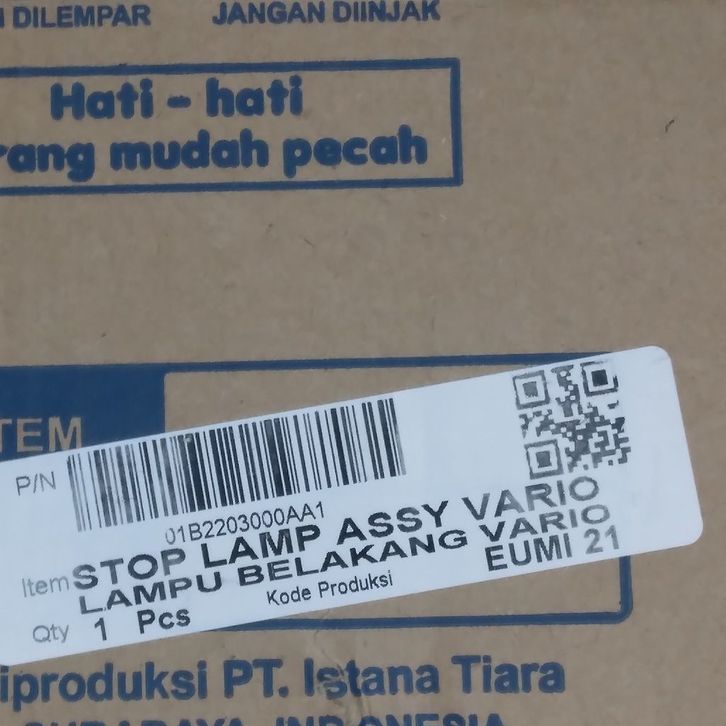 DILEMPAR JANGAN DIINJAK
Hati - hati
mudah pecah
TEM
P/N
01B2203000AA1
Item STOP LAMP ASSY VARIO
LAMPU BELAKANG VARIO
Kode Produksi EUMI 21
Qty 1 Pcs
iproduksi PT. Istana Tiara